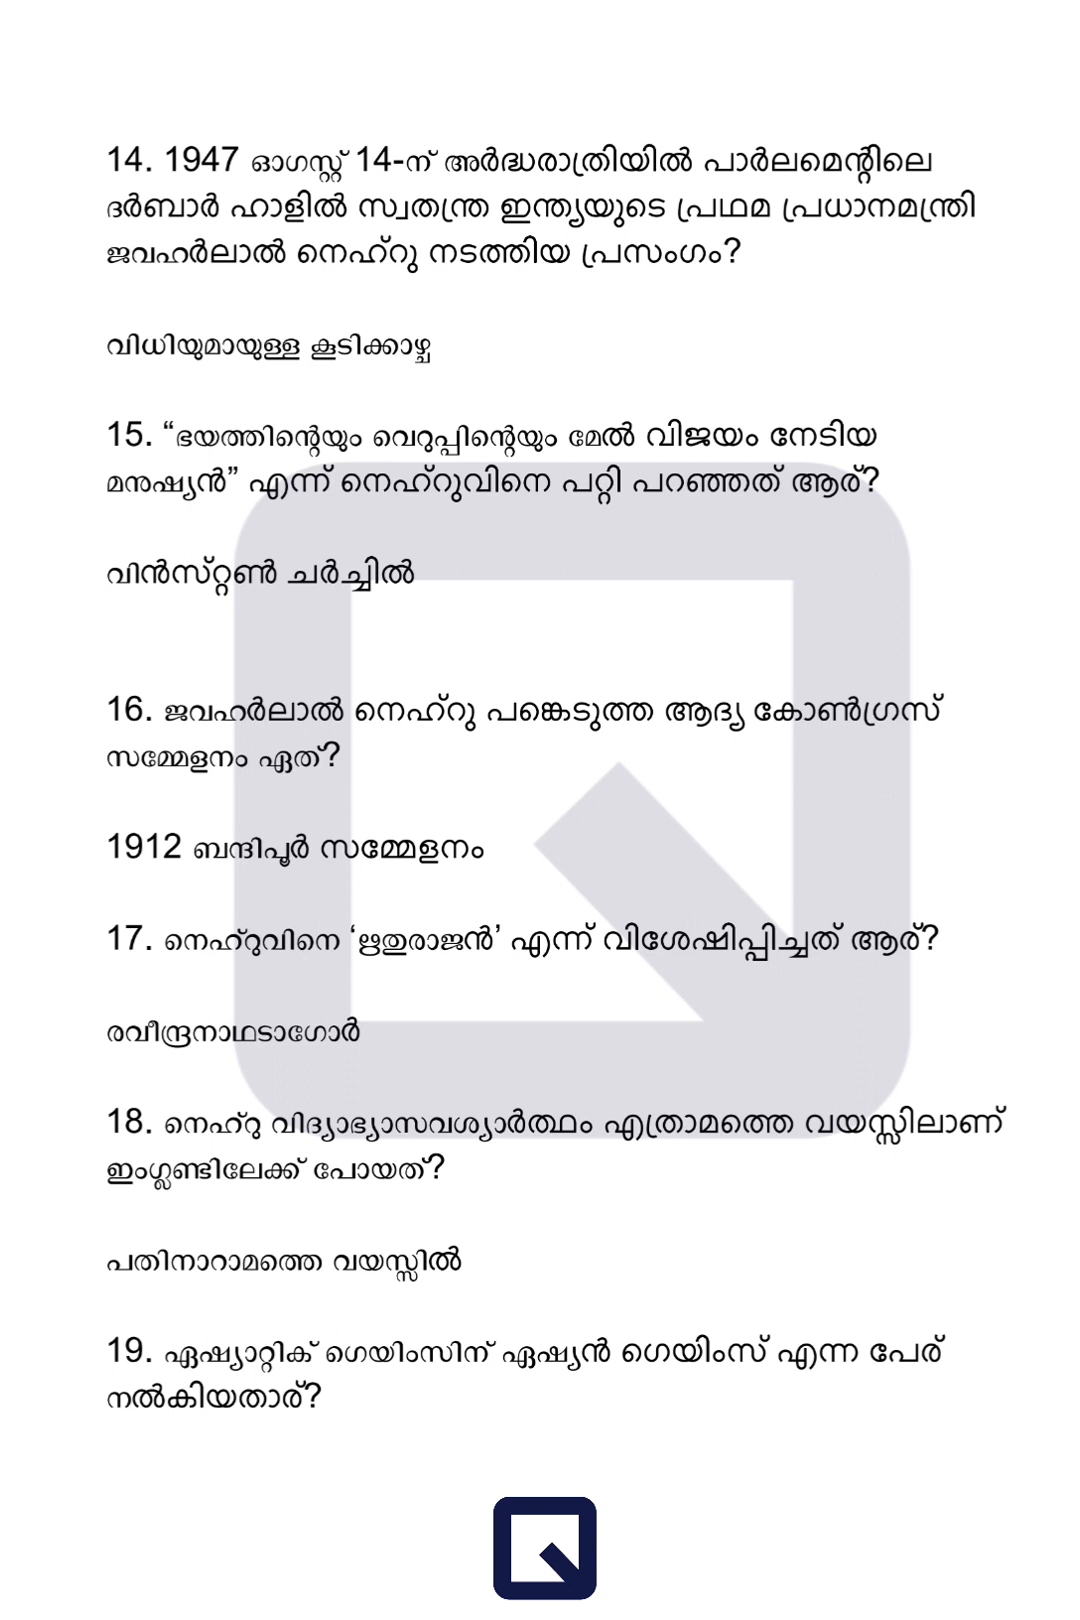 14. 1947 ഓഗസ്റ്റ് 14-ന് അർദ്ധരാത്രിയിൽ പാർലമെന്റിലെ
ദർബാർ ഹാളിൽ സ്വതന്ത്ര ഇന്ത്യയുടെ പ്രഥമ പ്രധാനമന്ത്രി
ജവഹർലാൽ നെഹ്റു നടത്തിയ പ്രസംഗം?
വിധിയുമായുള്ള കൂടിക്കാഴ്ച
15. “ഭയത്തിന്റെയും വെറുപ്പിന്റെയും മേൽ വിജയം നേടിയ
മനുഷ്യൻ” എന്ന് നെഹ്റുവിനെ പറ്റി പറഞ്ഞത് ആര്?
വിൻസ്റ്റൺ ചർച്ചിൽ
16. ജവഹർലാൽ നെഹ്റു പങ്കെടുത്ത ആദ്യ കോൺഗ്രസ്
സമ്മേളനം ഏത്?
1912 ബന്ദിപൂർ സമ്മേളനം
17. നെഹ്റുവിനെ ‘ഋതുരാജൻ’ എന്ന് വിശേഷിപ്പിച്ചത് ആര്?
രവീന്ദ്രനാഥടാഗോർ
18. നെഹ്റു വിദ്യാഭ്യാസവശ്യാർത്ഥം എത്രാമത്തെ വയസ്സിലാണ്
ഇംഗ്ലണ്ടിലേക്ക് പോയത്?
പതിനാറാമത്തെ വയസ്സിൽ
19. ഏഷ്യാറ്റിക് ഗെയിംസിന് ഏഷ്യൻ ഗെയിംസ് എന്ന പേര്
നൽകിയതാര്?